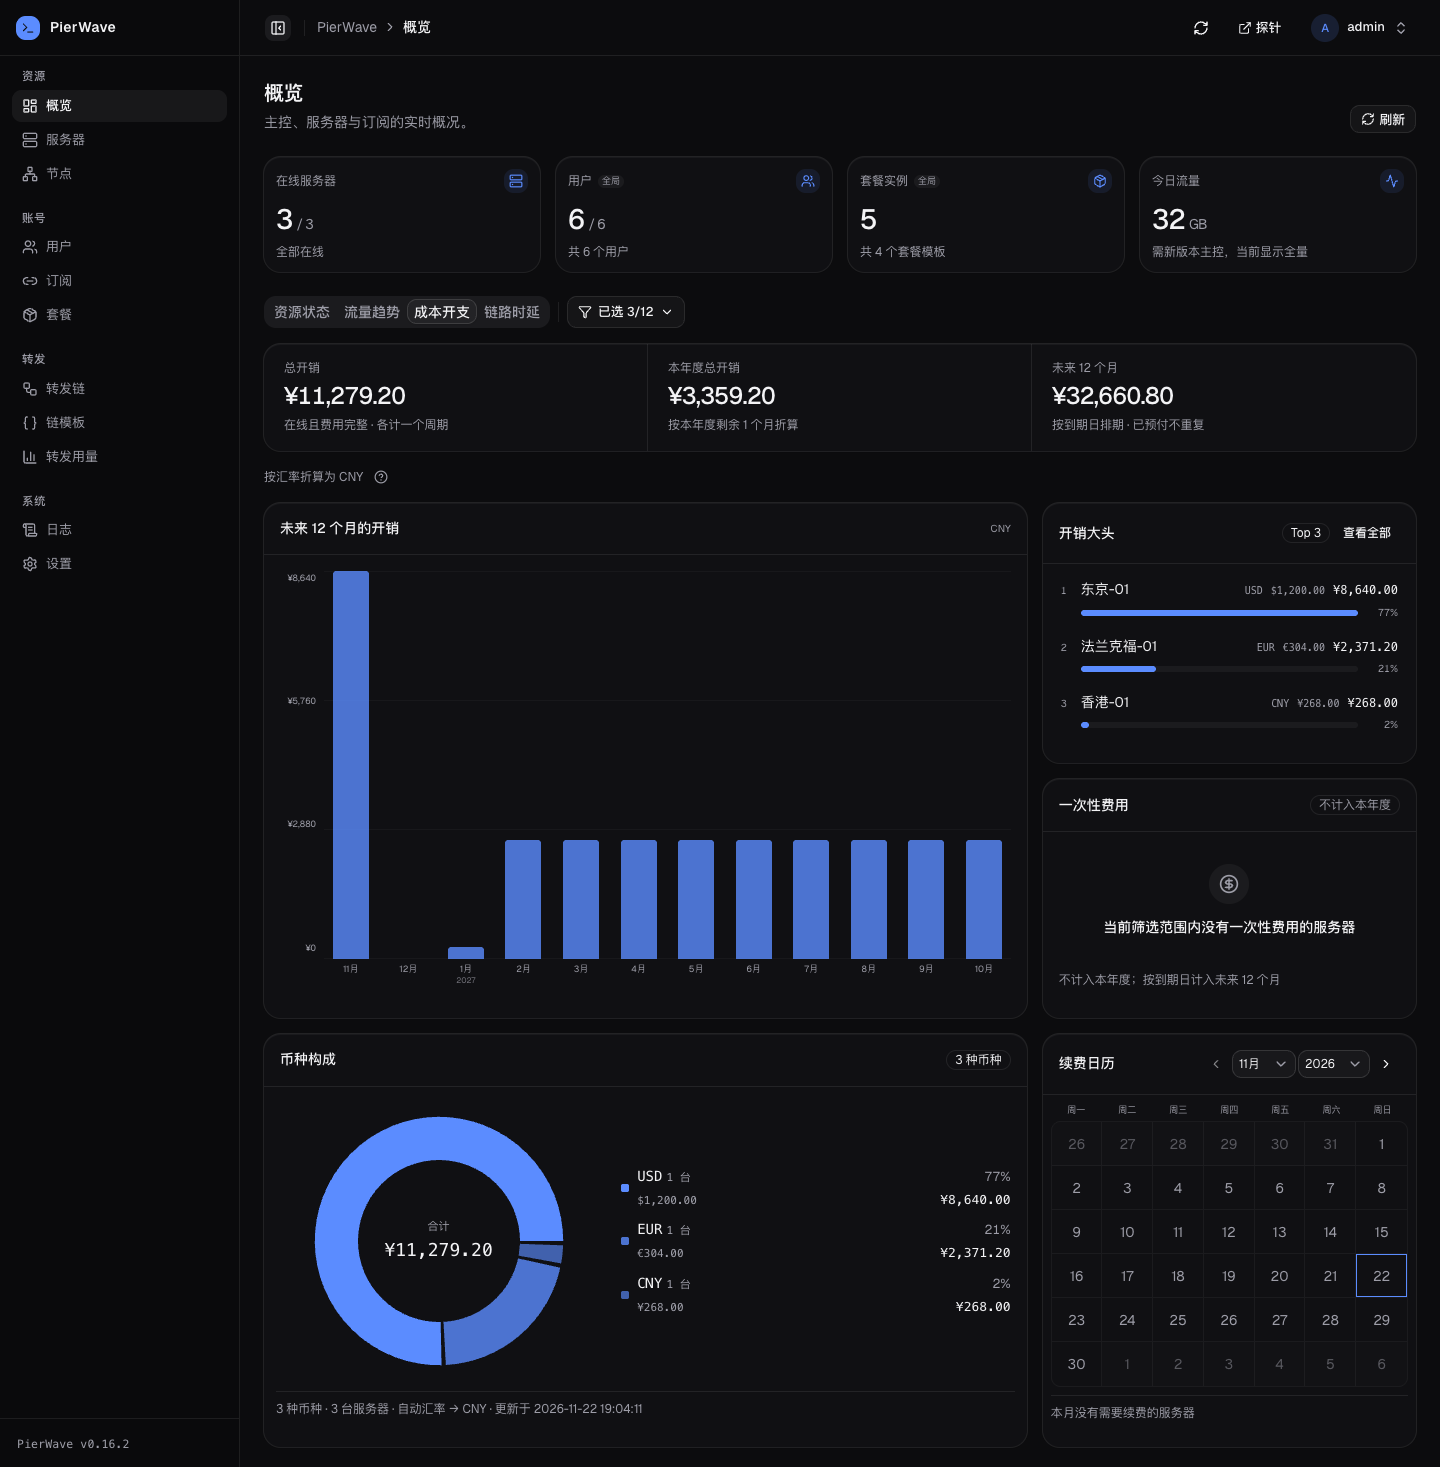 PierWave
PierWave > 概览
探针
A admin
资源
概览
服务器
节点
账号
用户
订阅
套餐
转发
转发链
链模板
转发用量
系统
日志
设置
PierWave v0.16.2
概览
主控、服务器与订阅的实时概况。
刷新
在线服务器
3 / 3
全部在线
用户 全局
6 / 6
共 6 个用户
套餐实例 全局
5
共 4 个套餐模板
今日流量
32 GB
需新版本主控，当前显示全量
资源状态 流量趋势 成本开支 链路时延 已选 3/12
总开销
¥11,279.20
在线且费用完整 · 各计一个周期
本年度总开销
¥3,359.20
按本年度剩余 1 个月折算
未来 12 个月
¥32,660.80
按到期日排期 · 已预付不重复
按汇率折算为 CNY
未来 12 个月的开销 CNY
¥8,640
¥5,760
¥2,880
¥0
11月 12月 1月 2月 3月 4月 5月 6月 7月 8月 9月 10月
2027
开销大头 Top 3 查看全部
1 东京-01 USD $1,200.00 ¥8,640.00
77%
2 法兰克福-01 EUR €304.00 ¥2,371.20
21%
3 香港-01 CNY ¥268.00 ¥268.00
2%
一次性费用 不计入本年度
当前筛选范围内没有一次性费用的服务器
不计入本年度；按到期日计入未来 12 个月
币种构成 3 种币种
合计
¥11,279.20
USD 1 台 77%
$1,200.00 ¥8,640.00
EUR 1 台 21%
€304.00 ¥2,371.20
CNY 1 台 2%
¥268.00 ¥268.00
3 种币种 · 3 台服务器 · 自动汇率 → CNY · 更新于 2026-11-22 19:04:11
续费日历 11月 2026
周一 周二 周三 周四 周五 周六 周日
26 27 28 29 30 31 1
2 3 4 5 6 7 8
9 10 11 12 13 14 15
16 17 18 19 20 21 22
23 24 25 26 27 28 29
30 1 2 3 4 5 6
本月没有需要续费的服务器